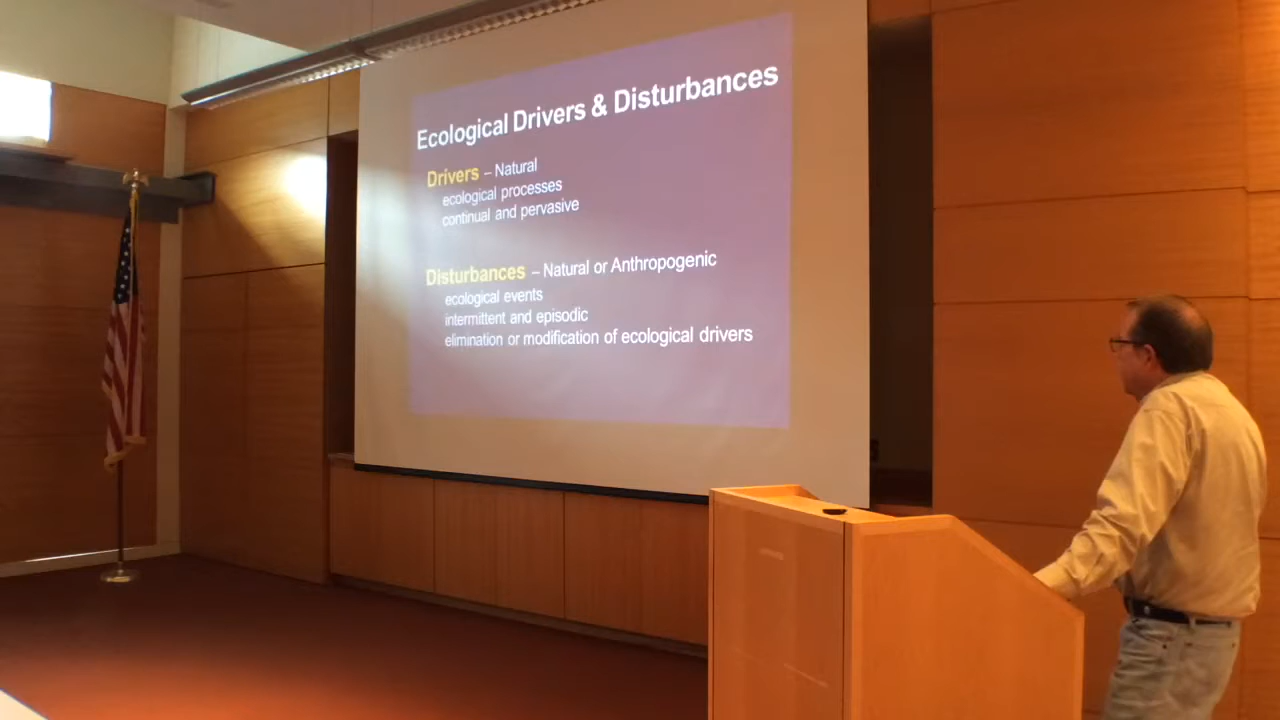 Ecological Drivers & Disturbances
Drivers – Natural
ecological processes
continual and pervasive
Disturbances – Natural or Anthropogenic
ecological events
intermittent and episodic
elimination or modification of ecological drivers